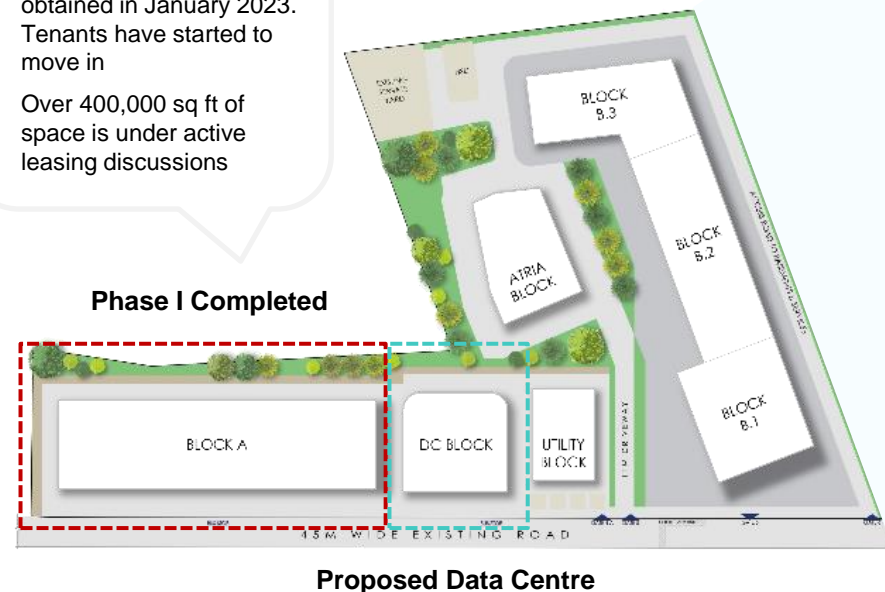 obtained in January 2023.
Tenants have started to
move in
Over 400,000 sq ft of
space is under active
leasing discussions
BLOCK
B.3
BLOCK
B.2
ATRIA
BLOCK
Phase I Completed
BLOCK
B.1
BLOCK A
DC BLOCK
UTILITY
BLOCK
45M WIDE EXISTING ROAD
Proposed Data Centre